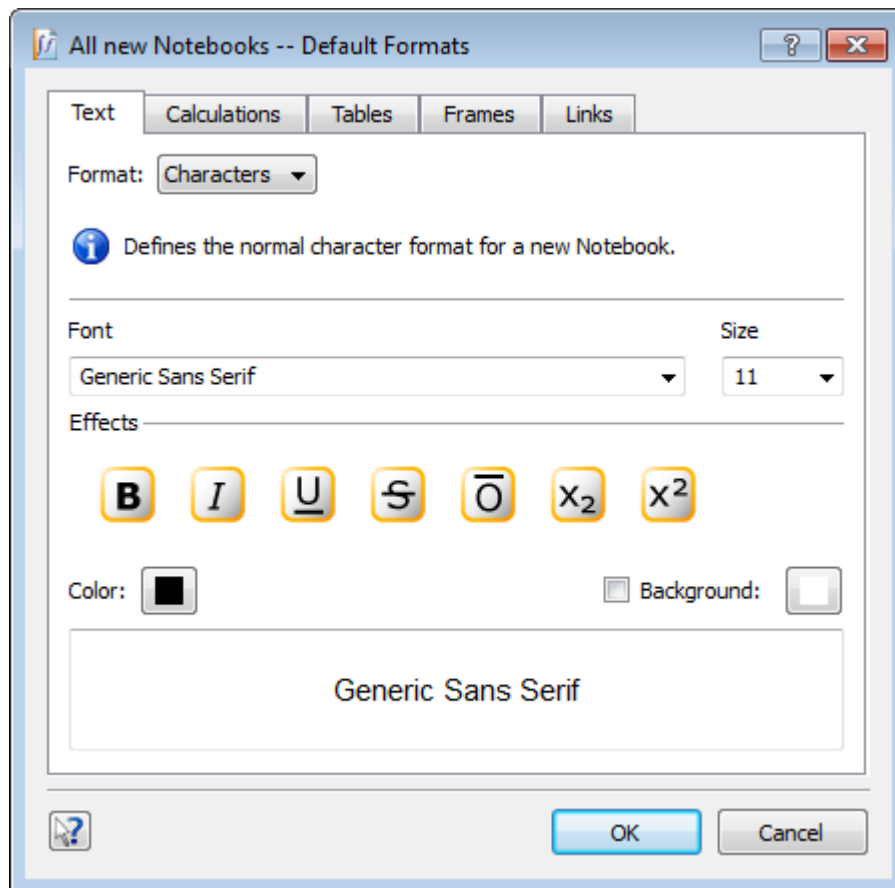 All new Notebooks -- Default Formats
Text Calculations Tables Frames Links
Format: Characters
Defines the normal character format for a new Notebook.
Font Size
Generic Sans Serif 11
Effects
B I U S O X₂ X²
Color: Background:
Generic Sans Serif
OK Cancel